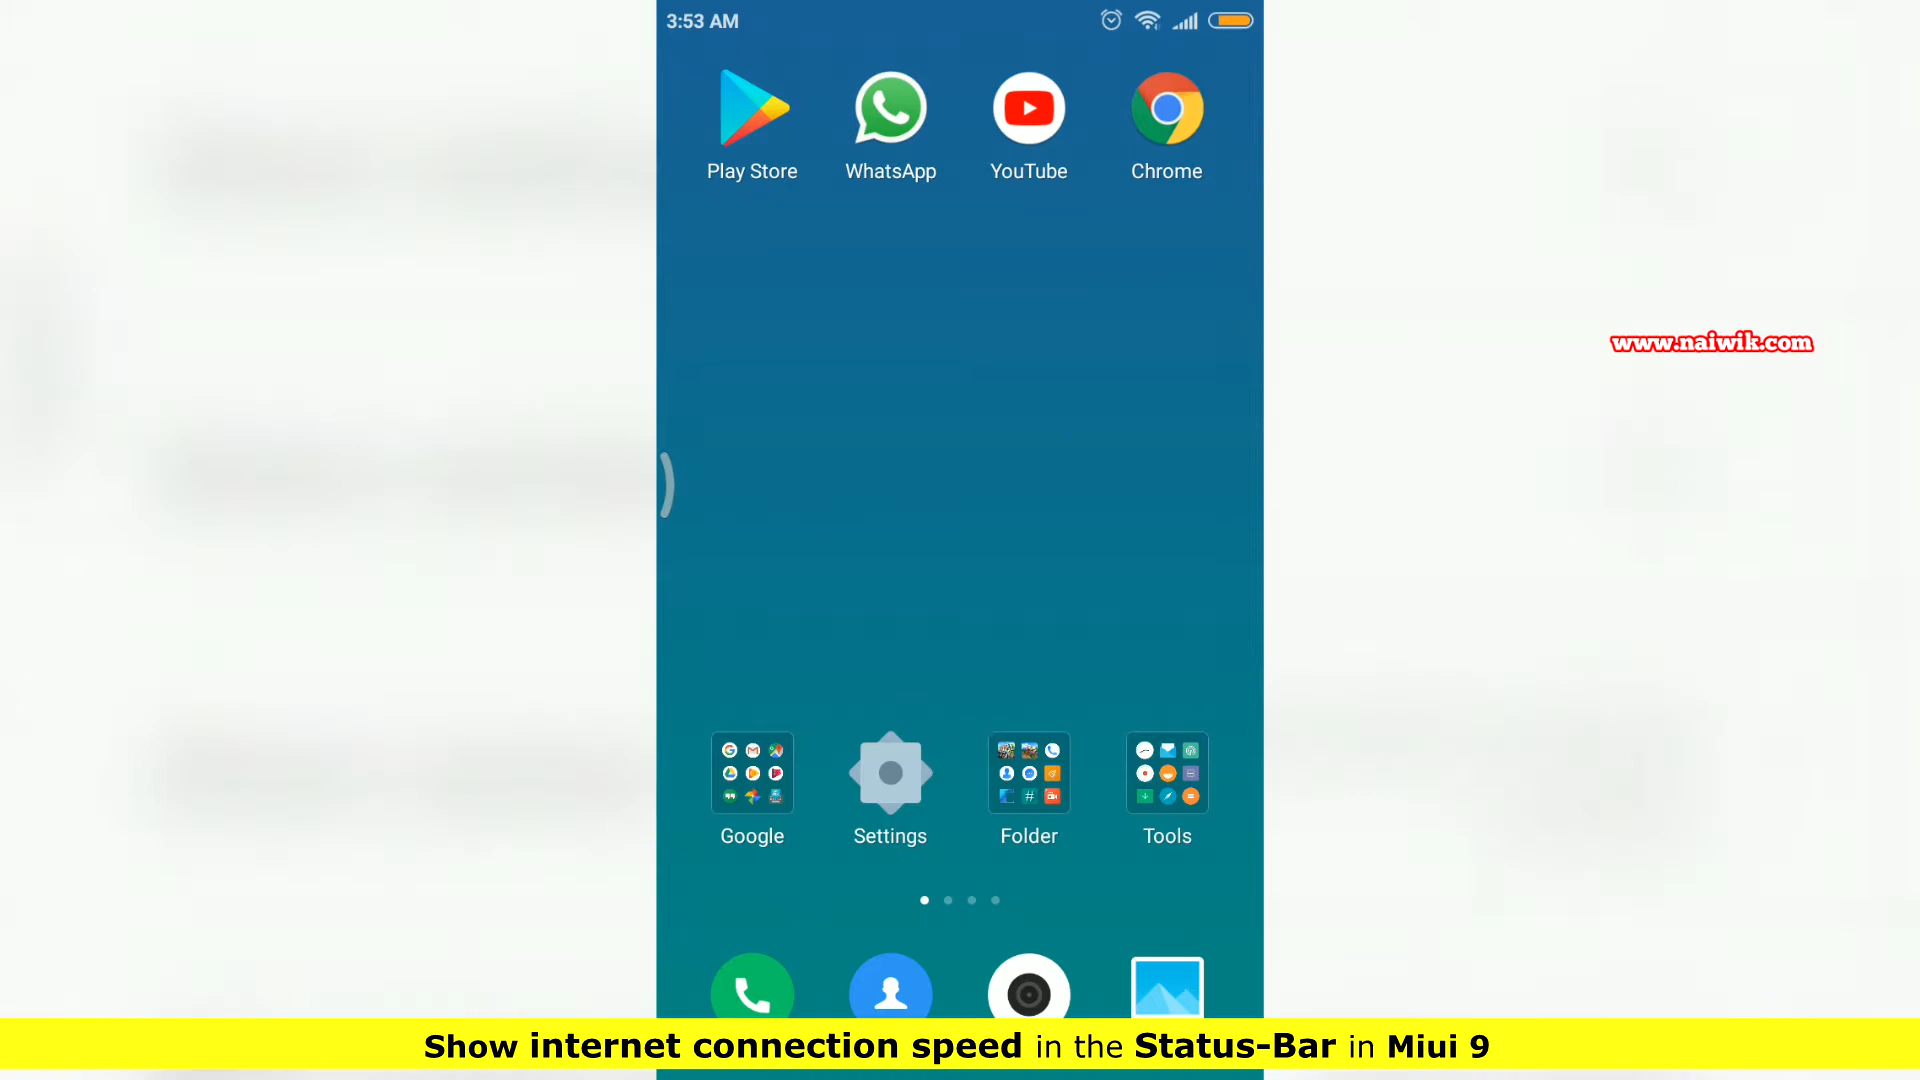 3:53 AM
Play Store
WhatsApp
YouTube
Chrome
www.naiwik.com
Google
Settings
Folder
Tools
Show internet connection speed in the Status-Bar in Miui 9